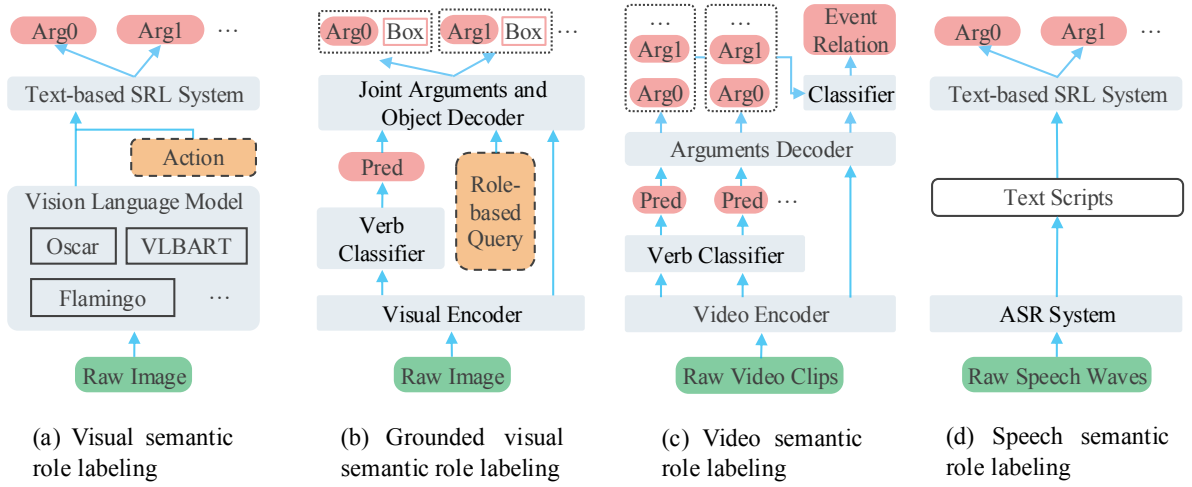 Arg0 Arg1 ...
Text-based SRL System
Action
Vision Language Model
Oscar VLBART
Flamingo ...
Raw Image
(a) Visual semantic
role labeling
Arg0 Box Arg1 Box ...
Joint Arguments and
Object Decoder
Pred
Role-
based
Query
Verb
Classifier
Visual Encoder
Raw Image
(b) Grounded visual
semantic role labeling
... ...
Arg1 Arg1
Arg0 Arg0
Event
Relation
Classifier
Arguments Decoder
Pred Pred ...
Verb Classifier
Video Encoder
Raw Video Clips
(c) Video semantic
role labeling
Arg0 Arg1 ...
Text-based SRL System
Text Scripts
ASR System
Raw Speech Waves
(d) Speech semantic
role labeling